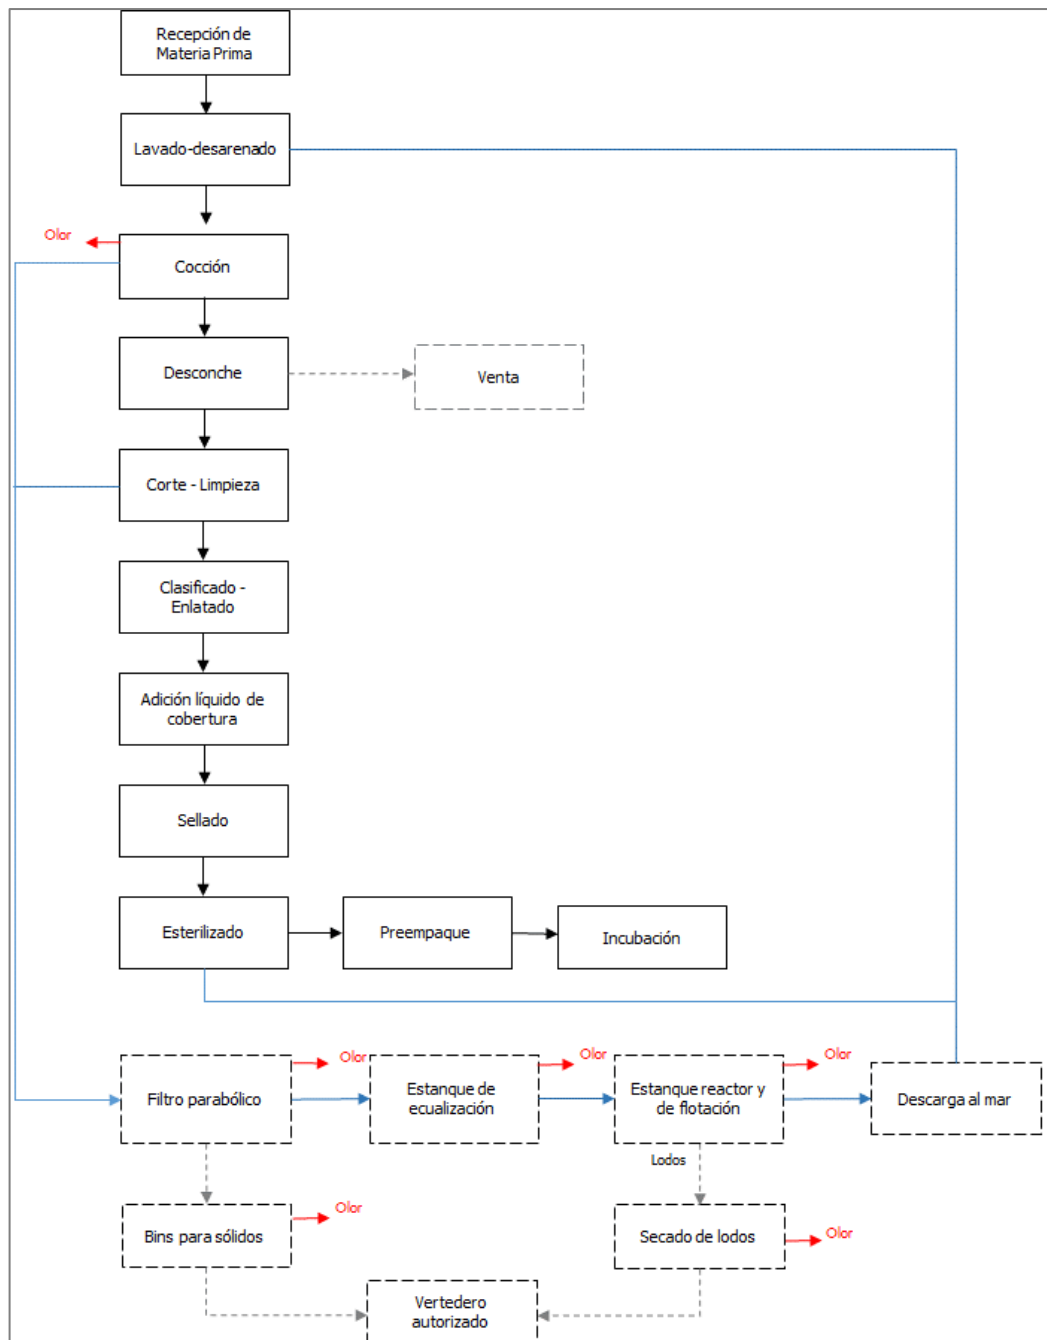 Recepción de
Materia Prima
Lavado-desarenado
Olor
Cocción
Desconche
Venta
Corte - Limpieza
Clasificado -
Enlatado
Adición líquido de
cobertura
Sellado
Esterilizado
Preempaque
Incubación
Olor
Olor
Olor
Filtro parabólico
Estanque de
ecualización
Estanque reactor y
de flotación
Descarga al mar
Lodos
Olor
Bins para sólidos
Secado de lodos
Olor
Vertedero
autorizado